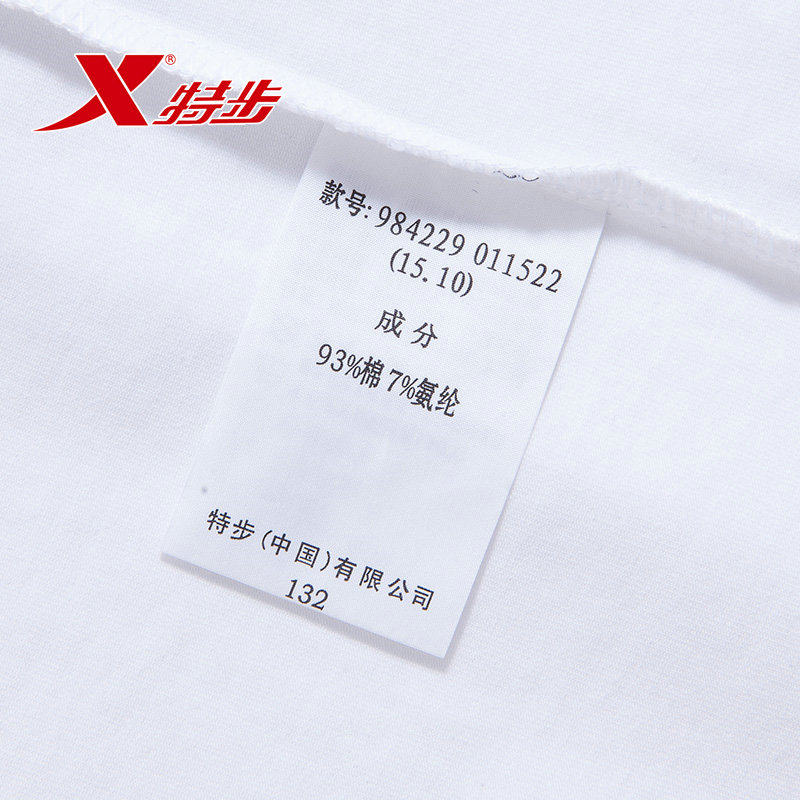 X®特步
款号:984229 011522
(15.10)
成分
93%棉 7%氨纶
特步(中国)有限公司
132